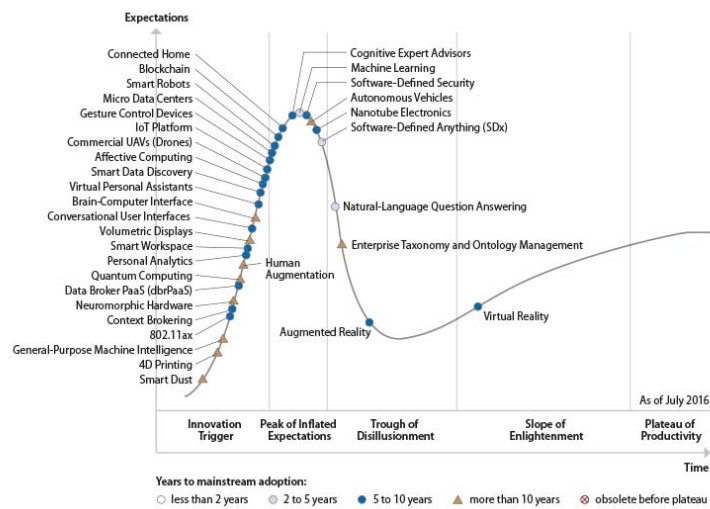 Expectations
Connected Home
Blockchain
Smart Robots
Micro Data Centers
Gesture Control Devices
IoT Platform
Commercial UAVs (Drones)
Affective Computing
Smart Data Discovery
Virtual Personal Assistants
Brain-Computer Interface
Conversational User Interfaces
Volumetric Displays
Smart Workspace
Personal Analytics
Quantum Computing
Data Broker PaaS (dbrPaaS)
Neuromorphic Hardware
Context Brokering
802.11ax
General-Purpose Machine Intelligence
4D Printing
Smart Dust
Human
Augmentation
Cognitive Expert Advisors
Machine Learning
Software-Defined Security
Autonomous Vehicles
Nanotube Electronics
Software-Defined Anything (SDx)
Natural-Language Question Answering
Enterprise Taxonomy and Ontology Management
Augmented Reality
Virtual Reality
As of July 2016
Innovation
Trigger
Peak of Inflated
Expectations
Trough of
Disillusionment
Slope of
Enlightenment
Plateau of
Productivity
Time
Years to mainstream adoption:
less than 2 years
2 to 5 years
5 to 10 years
more than 10 years
obsolete before plateau